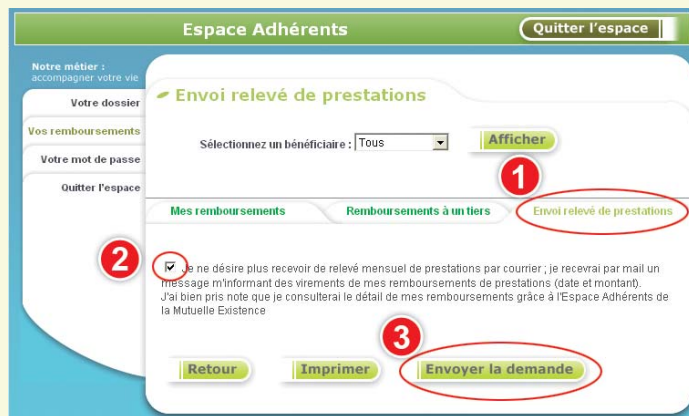 Espace Adhérents
Quitter l'espace
Notre métier :
accompagner votre vie
Votre dossier
Vos remboursements
Votre mot de passe
Quitter l'espace
Envoi relevé de prestations
Sélectionnez un bénéficiaire : Tous
Afficher
1
Mes remboursements
Remboursements à un tiers
Envoi relevé de prestations
2
Je ne désire plus recevoir de relevé mensuel de prestations par courrier ; je recevrai par mail un
message m'informant des virements de mes remboursements de prestations (date et montant).
J'ai bien pris note que je consulterai le détail de mes remboursements grâce à l'Espace Adhérents de
la Mutuelle Existence
3
Retour
Imprimer
Envoyer la demande